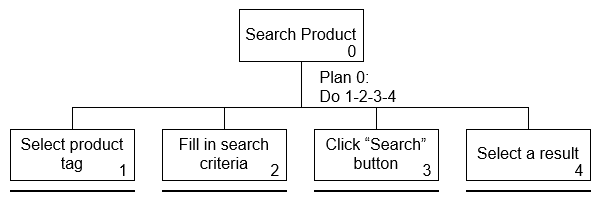 Search Product
0
Plan 0:
Do 1-2-3-4
Select product
tag
1
Fill in search
criteria
2
Click “Search”
button
3
Select a result
4